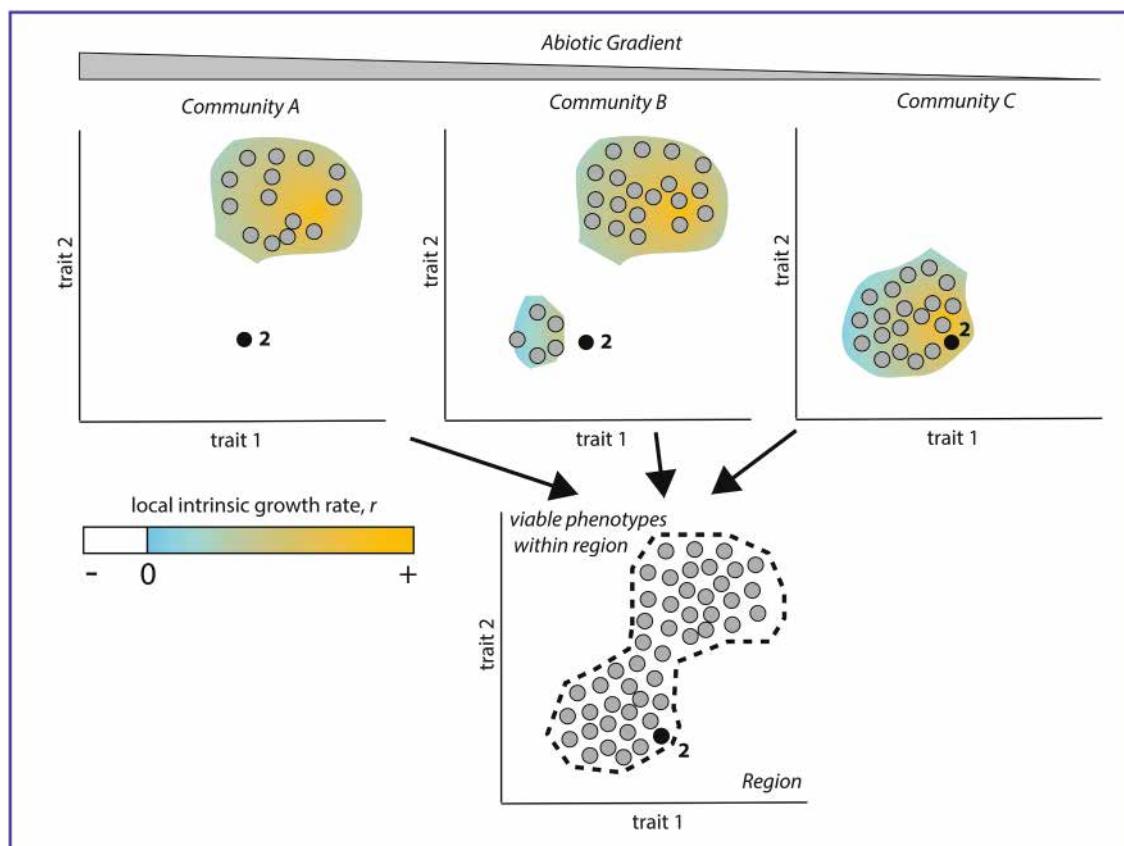 Abiotic Gradient
Community A
Community B
Community C
trait 2
2
trait 1
trait 2
2
trait 1
trait 2
2
trait 1
local intrinsic growth rate, r
- 0 +
viable phenotypes
within region
trait 2
2
Region
trait 1